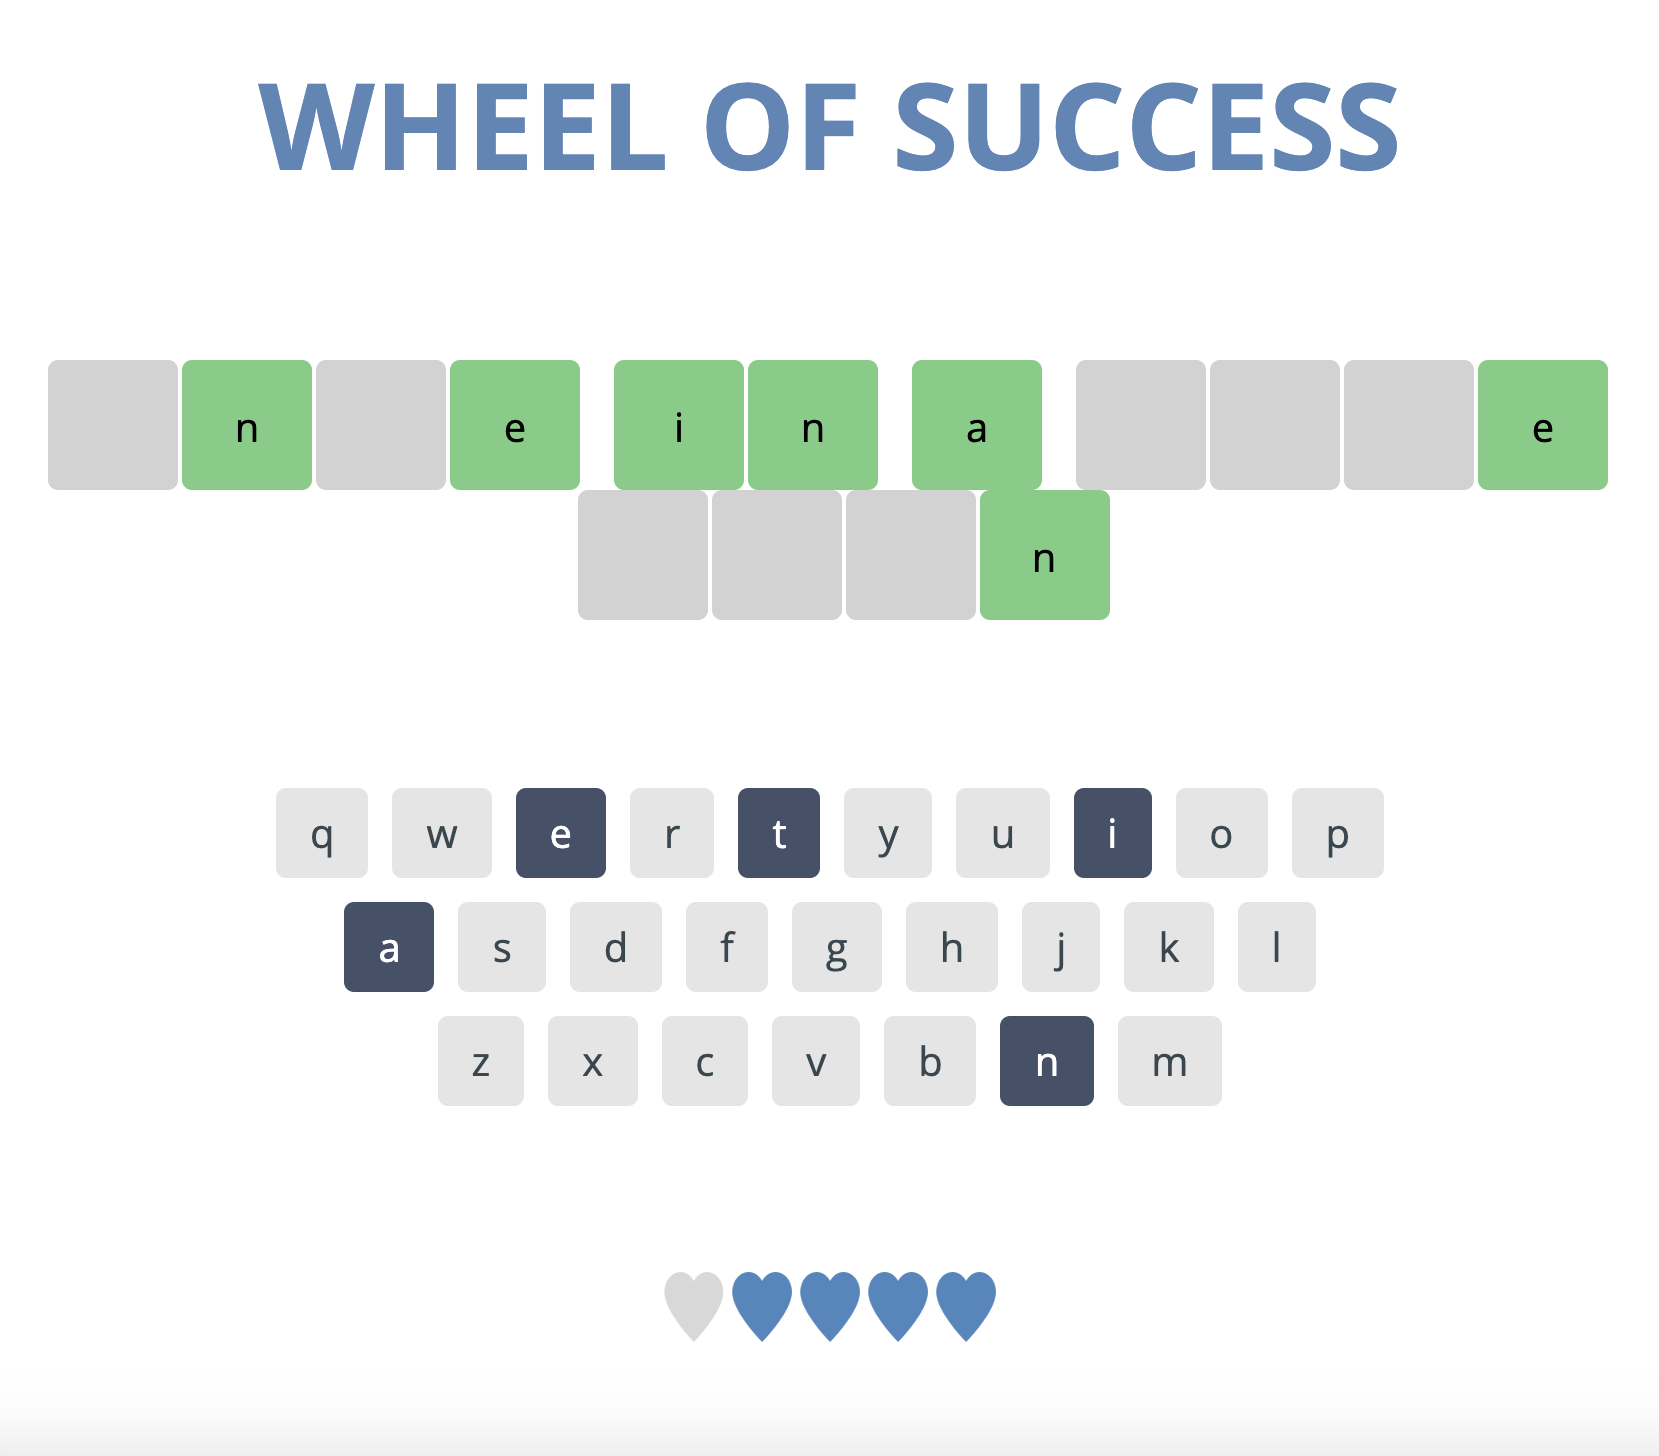 WHEEL OF SUCCESS
n e i n a e
n
q w e r t y u i o p
a s d f g h j k l
z x c v b n m